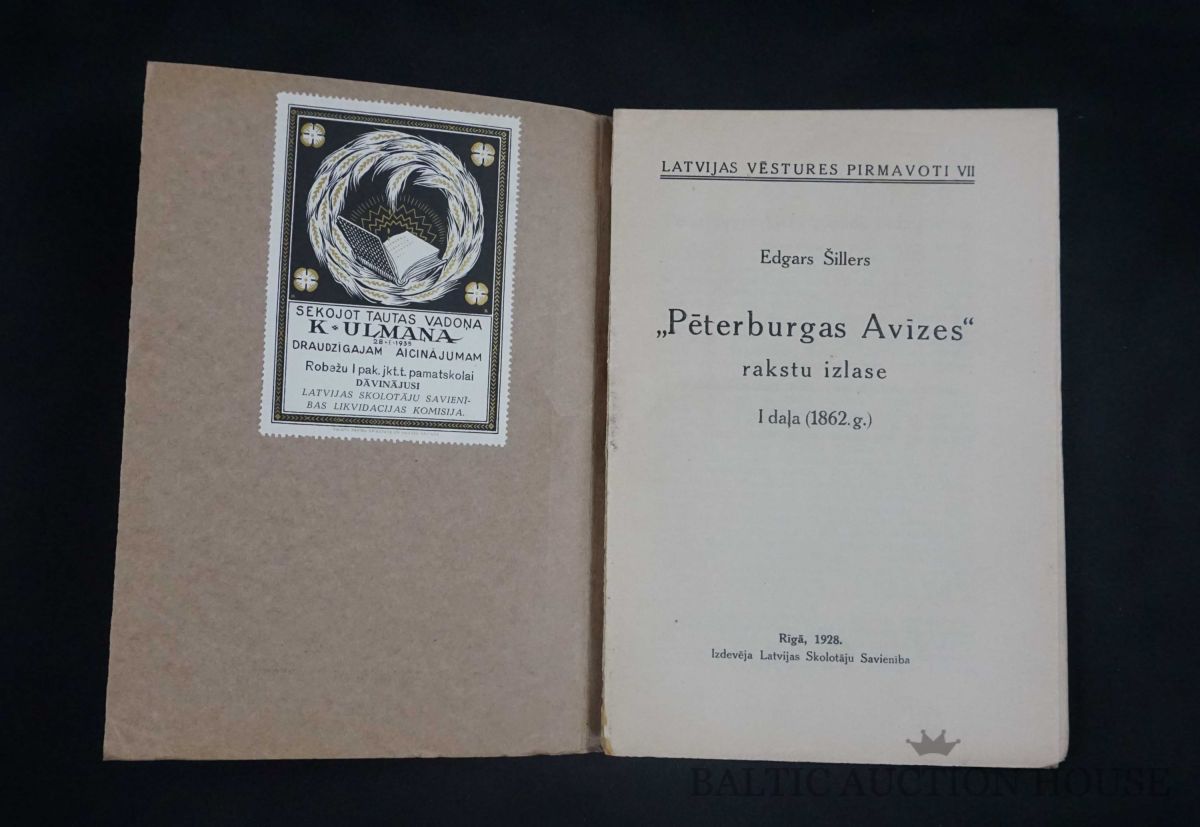 SEKOJOT TAUTAS VADOŅA
K. ULMAŅA
28-I-1935
DRAUDZĪGAJAM AICINĀJUMAM
Robežu I pak. jkt.t. pamatskolai
DĀVINĀJUSI
LATVIJAS SKOLOTĀJU SAVIENĪ-
BAS LIKVIDACIJAS KOMISIJA.
LATVIJAS VĒSTURES PIRMAVOTI VII
Edgars Šillers
„Pēterburgas Avīzes“
rakstu izlase
I daļa (1862. g.)
Rīgā, 1928.
Izdevēja Latvijas Skolotāju Savienība
BALTIC AUCTION HOUSE